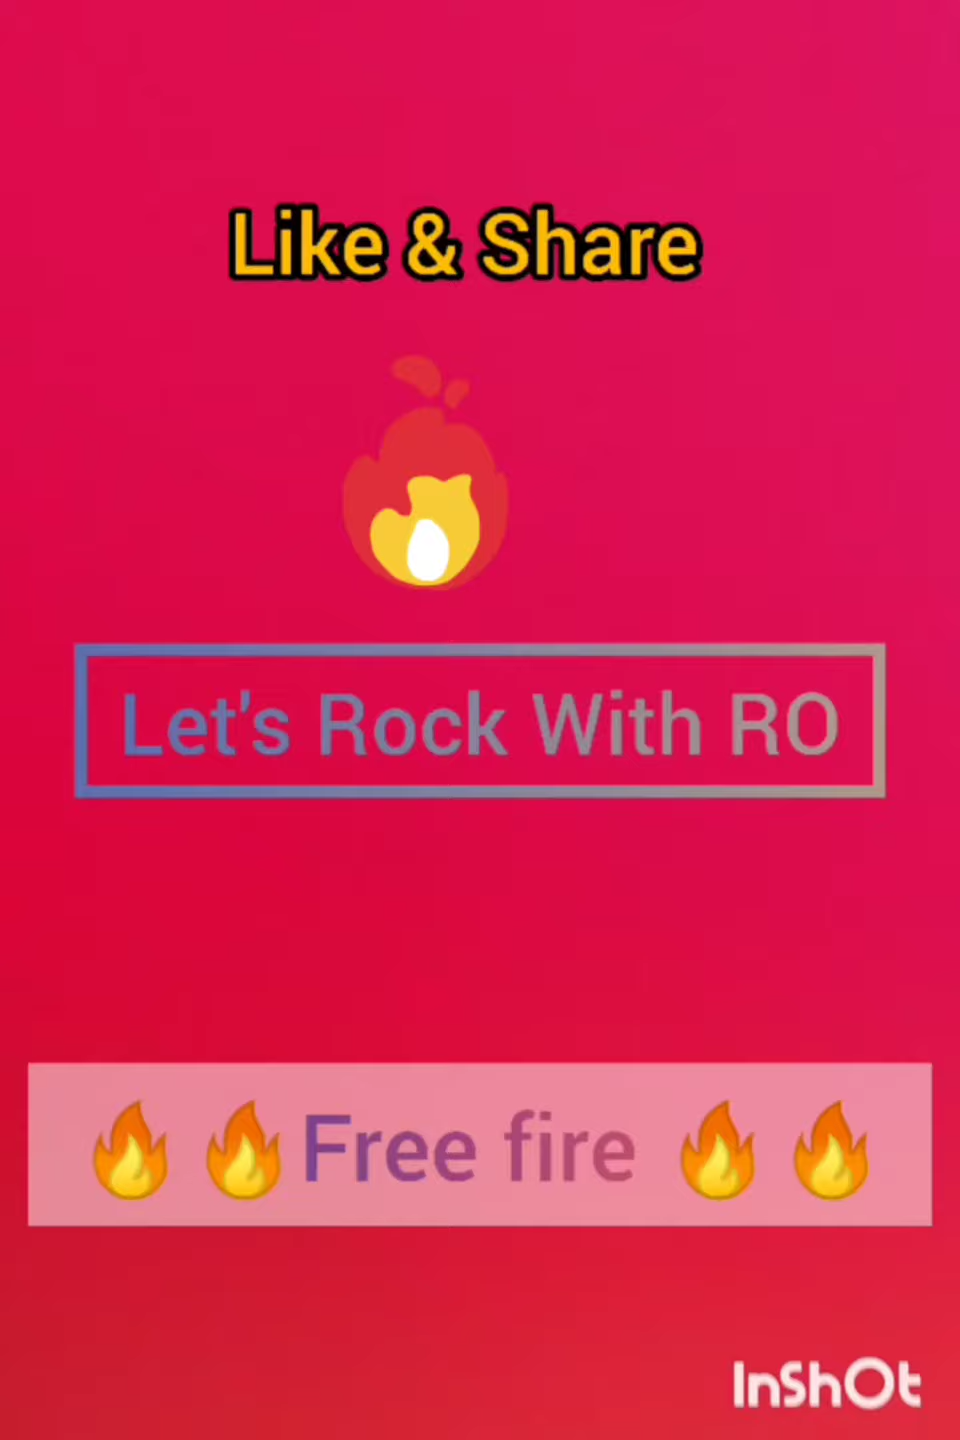 Like & Share
Let's Rock With RO
🔥 🔥Free fire 🔥 🔥
InShOt